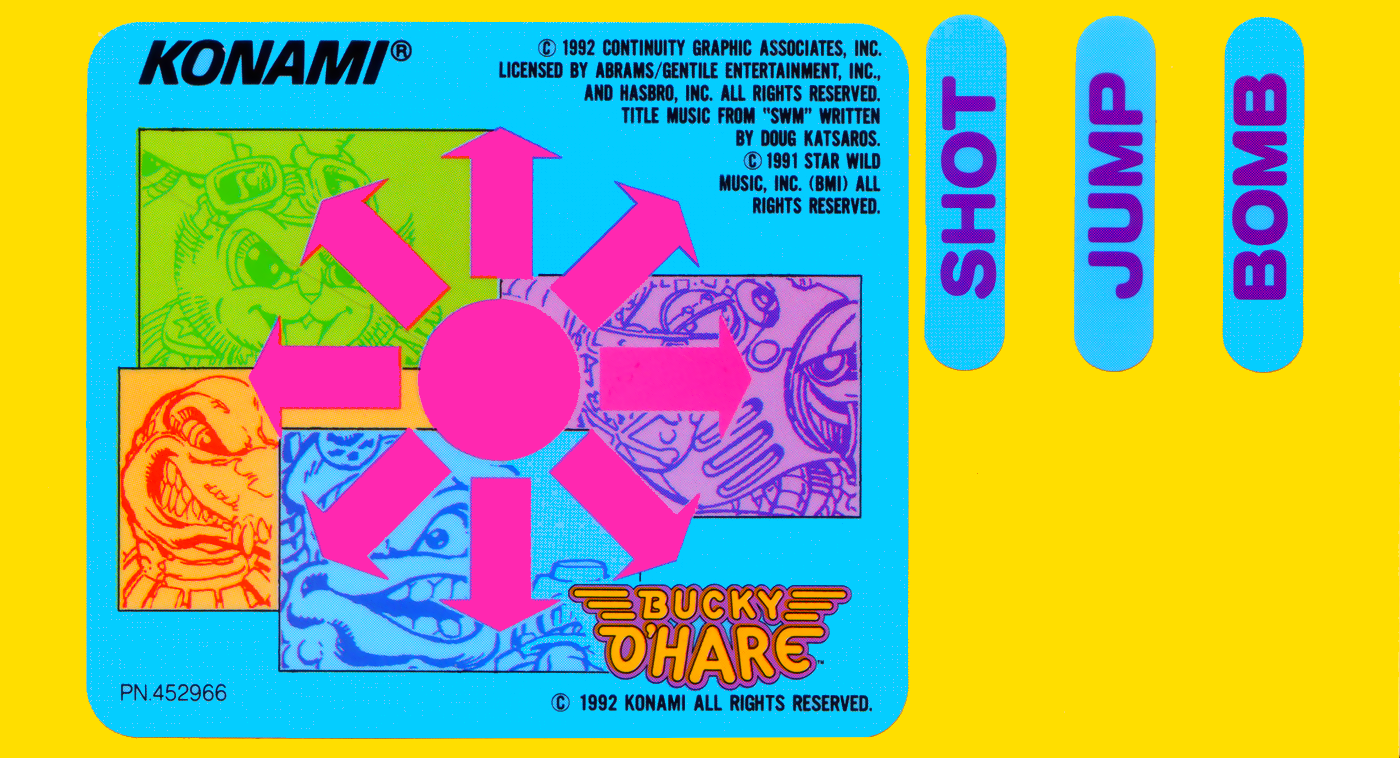 KONAMI®
© 1992 CONTINUITY GRAPHIC ASSOCIATES, INC.
LICENSED BY ABRAMS/GENTILE ENTERTAINMENT, INC.,
AND HASBRO, INC. ALL RIGHTS RESERVED.
TITLE MUSIC FROM "SWM" WRITTEN
BY DOUG KATSAROS.
© 1991 STAR WILD
MUSIC, INC. (BMI) ALL
RIGHTS RESERVED.
BUCKY
O'HARE™
PN.452966
© 1992 KONAMI ALL RIGHTS RESERVED.
SHOT
JUMP
BOMB